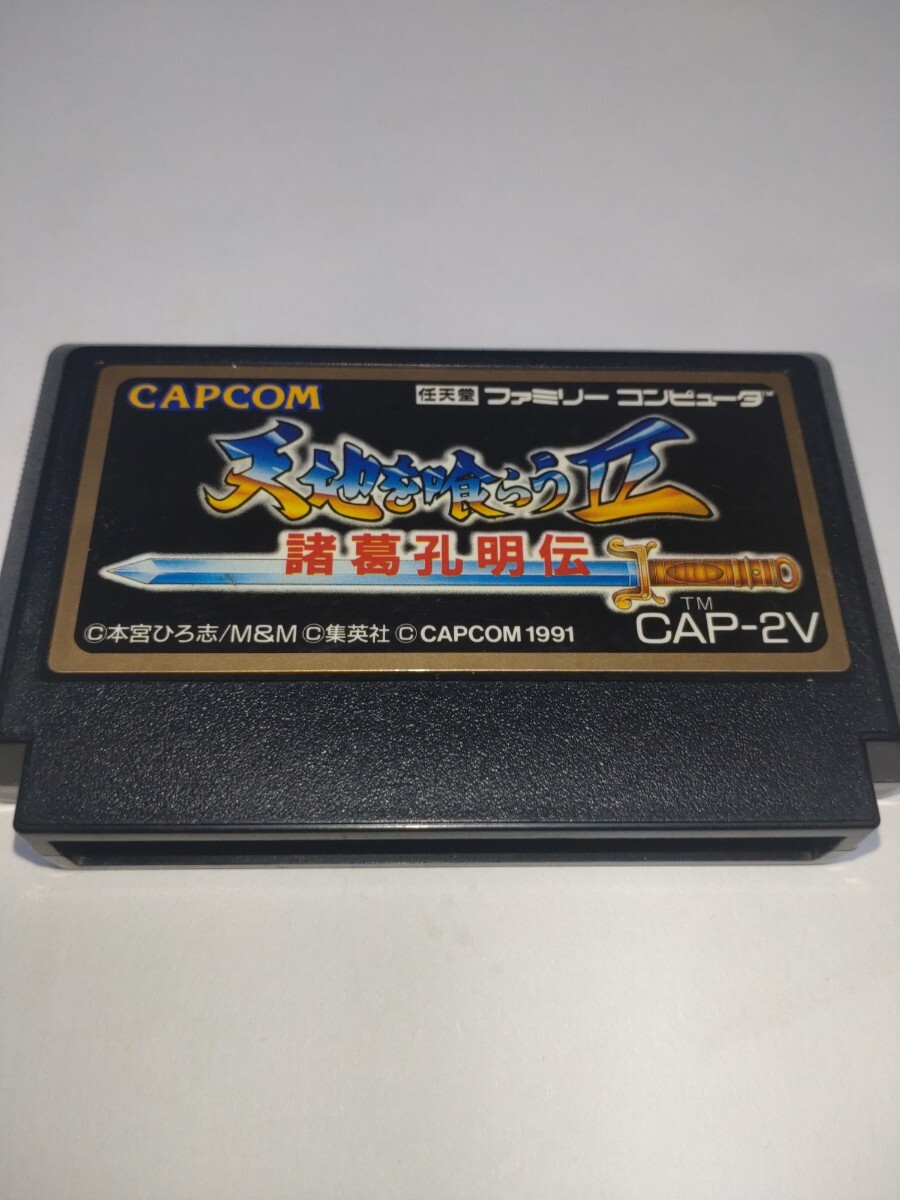 CAPCOM
任天堂 ファミリー コンピュータ™
天地を喰らうII
諸葛孔明伝
TM
CAP-2V
©本宮ひろ志/M&M ©集英社 © CAPCOM 1991